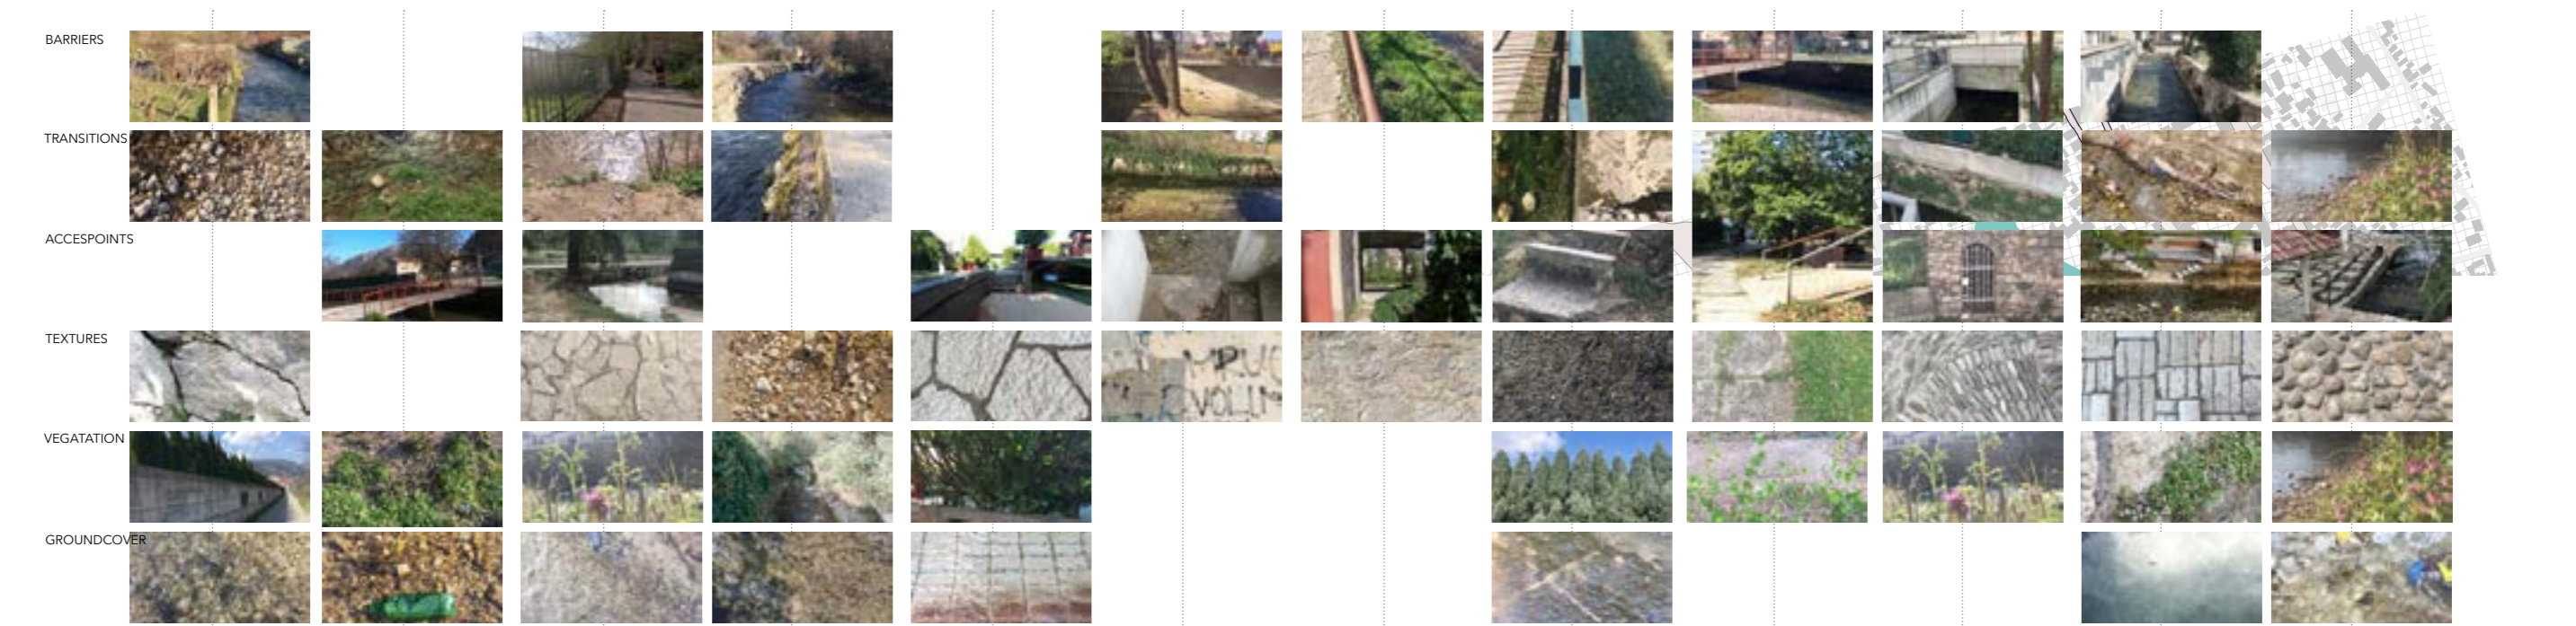 BARRIERS
TRANSITIONS
ACCESPOINTS
TEXTURES
VEGATATION
GROUNDCOVER